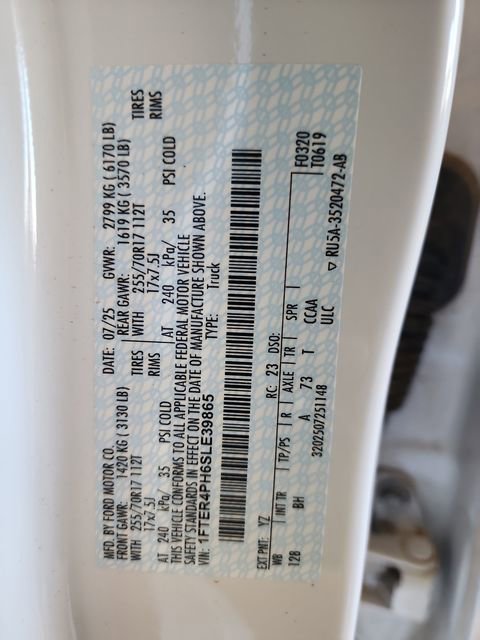 MFD. BY FORD MOTOR CO. DATE: 07/25 GVWR: 2799 KG ( 6170 LB)
FRONT GAWR: 1420 KG ( 3130 LB) REAR GAWR: 1619 KG ( 3570 LB)
WITH 255/70R17 112T TIRES WITH 255/70R17 112T TIRES
17x7.5J RIMS 17x7.5J RIMS
AT 240 kPa/ 35 PSI COLD AT 240 kPa/ 35 PSI COLD
THIS VEHICLE CONFORMS TO ALL APPLICABLE FEDERAL MOTOR VEHICLE
SAFETY STANDARDS IN EFFECT ON THE DATE OF MANUFACTURE SHOWN ABOVE.
VIN: 1FTER4PH6SLE39865 TYPE: Truck
F0320
T0619
EXT PNT: YZ RC: 23 DSO:
WB INT TR TP/PS R AXLE TR SPR
128 BH A 73 T CCAA
ULC
3202507251148
▽ RU5A-3520472-AB